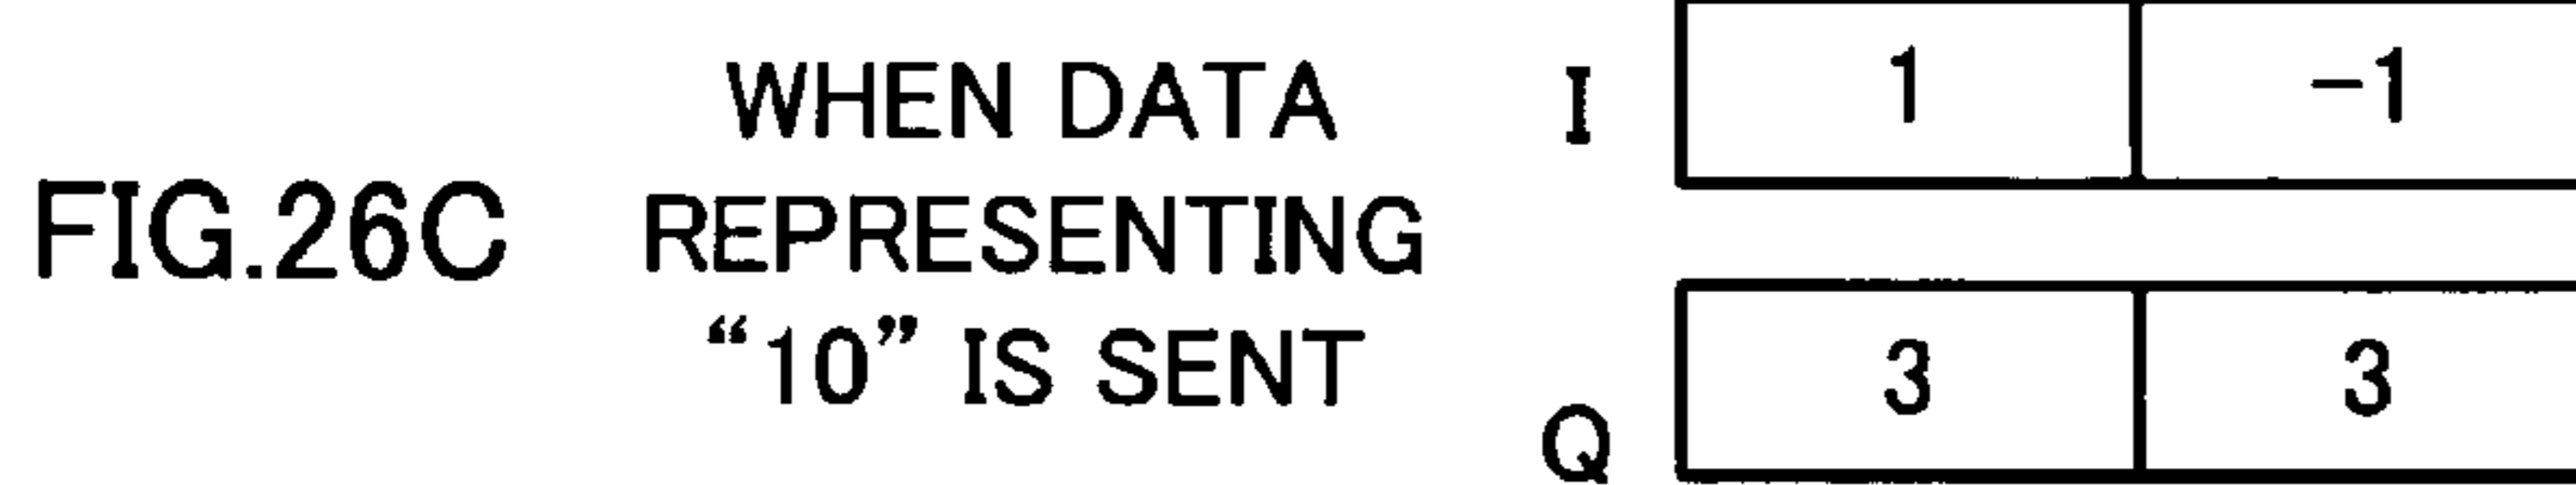 FIG.26C
WHEN DATA
REPRESENTING
“10” IS SENT
I 1 -1
Q 3 3